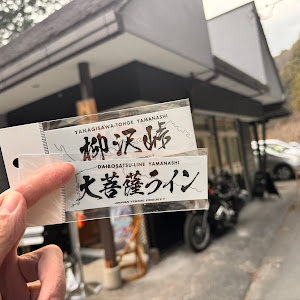 YANAGISAWA-TOHGE YAMANASHI
柳沢峠
DAIBOSATSU-LINE YAMANASHI
大菩薩ライン